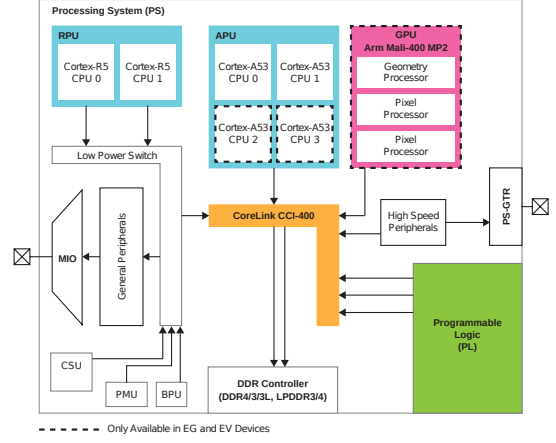 Processing System (PS)
RPU
Cortex-R5
CPU 0
Cortex-R5
CPU 1
APU
Cortex-A53
CPU 0
Cortex-A53
CPU 1
Cortex-A53
CPU 2
Cortex-A53
CPU 3
GPU
Arm Mali-400 MP2
Geometry
Processor
Pixel
Processor
Pixel
Processor
Low Power Switch
CoreLink CCI-400
High Speed
Peripherals
PS-GTR
MIO
General Peripherals
Programmable
Logic
(PL)
CSU
PMU
BPU
DDR Controller
(DDR4/3/3L, LPDDR3/4)
Only Available in EG and EV Devices